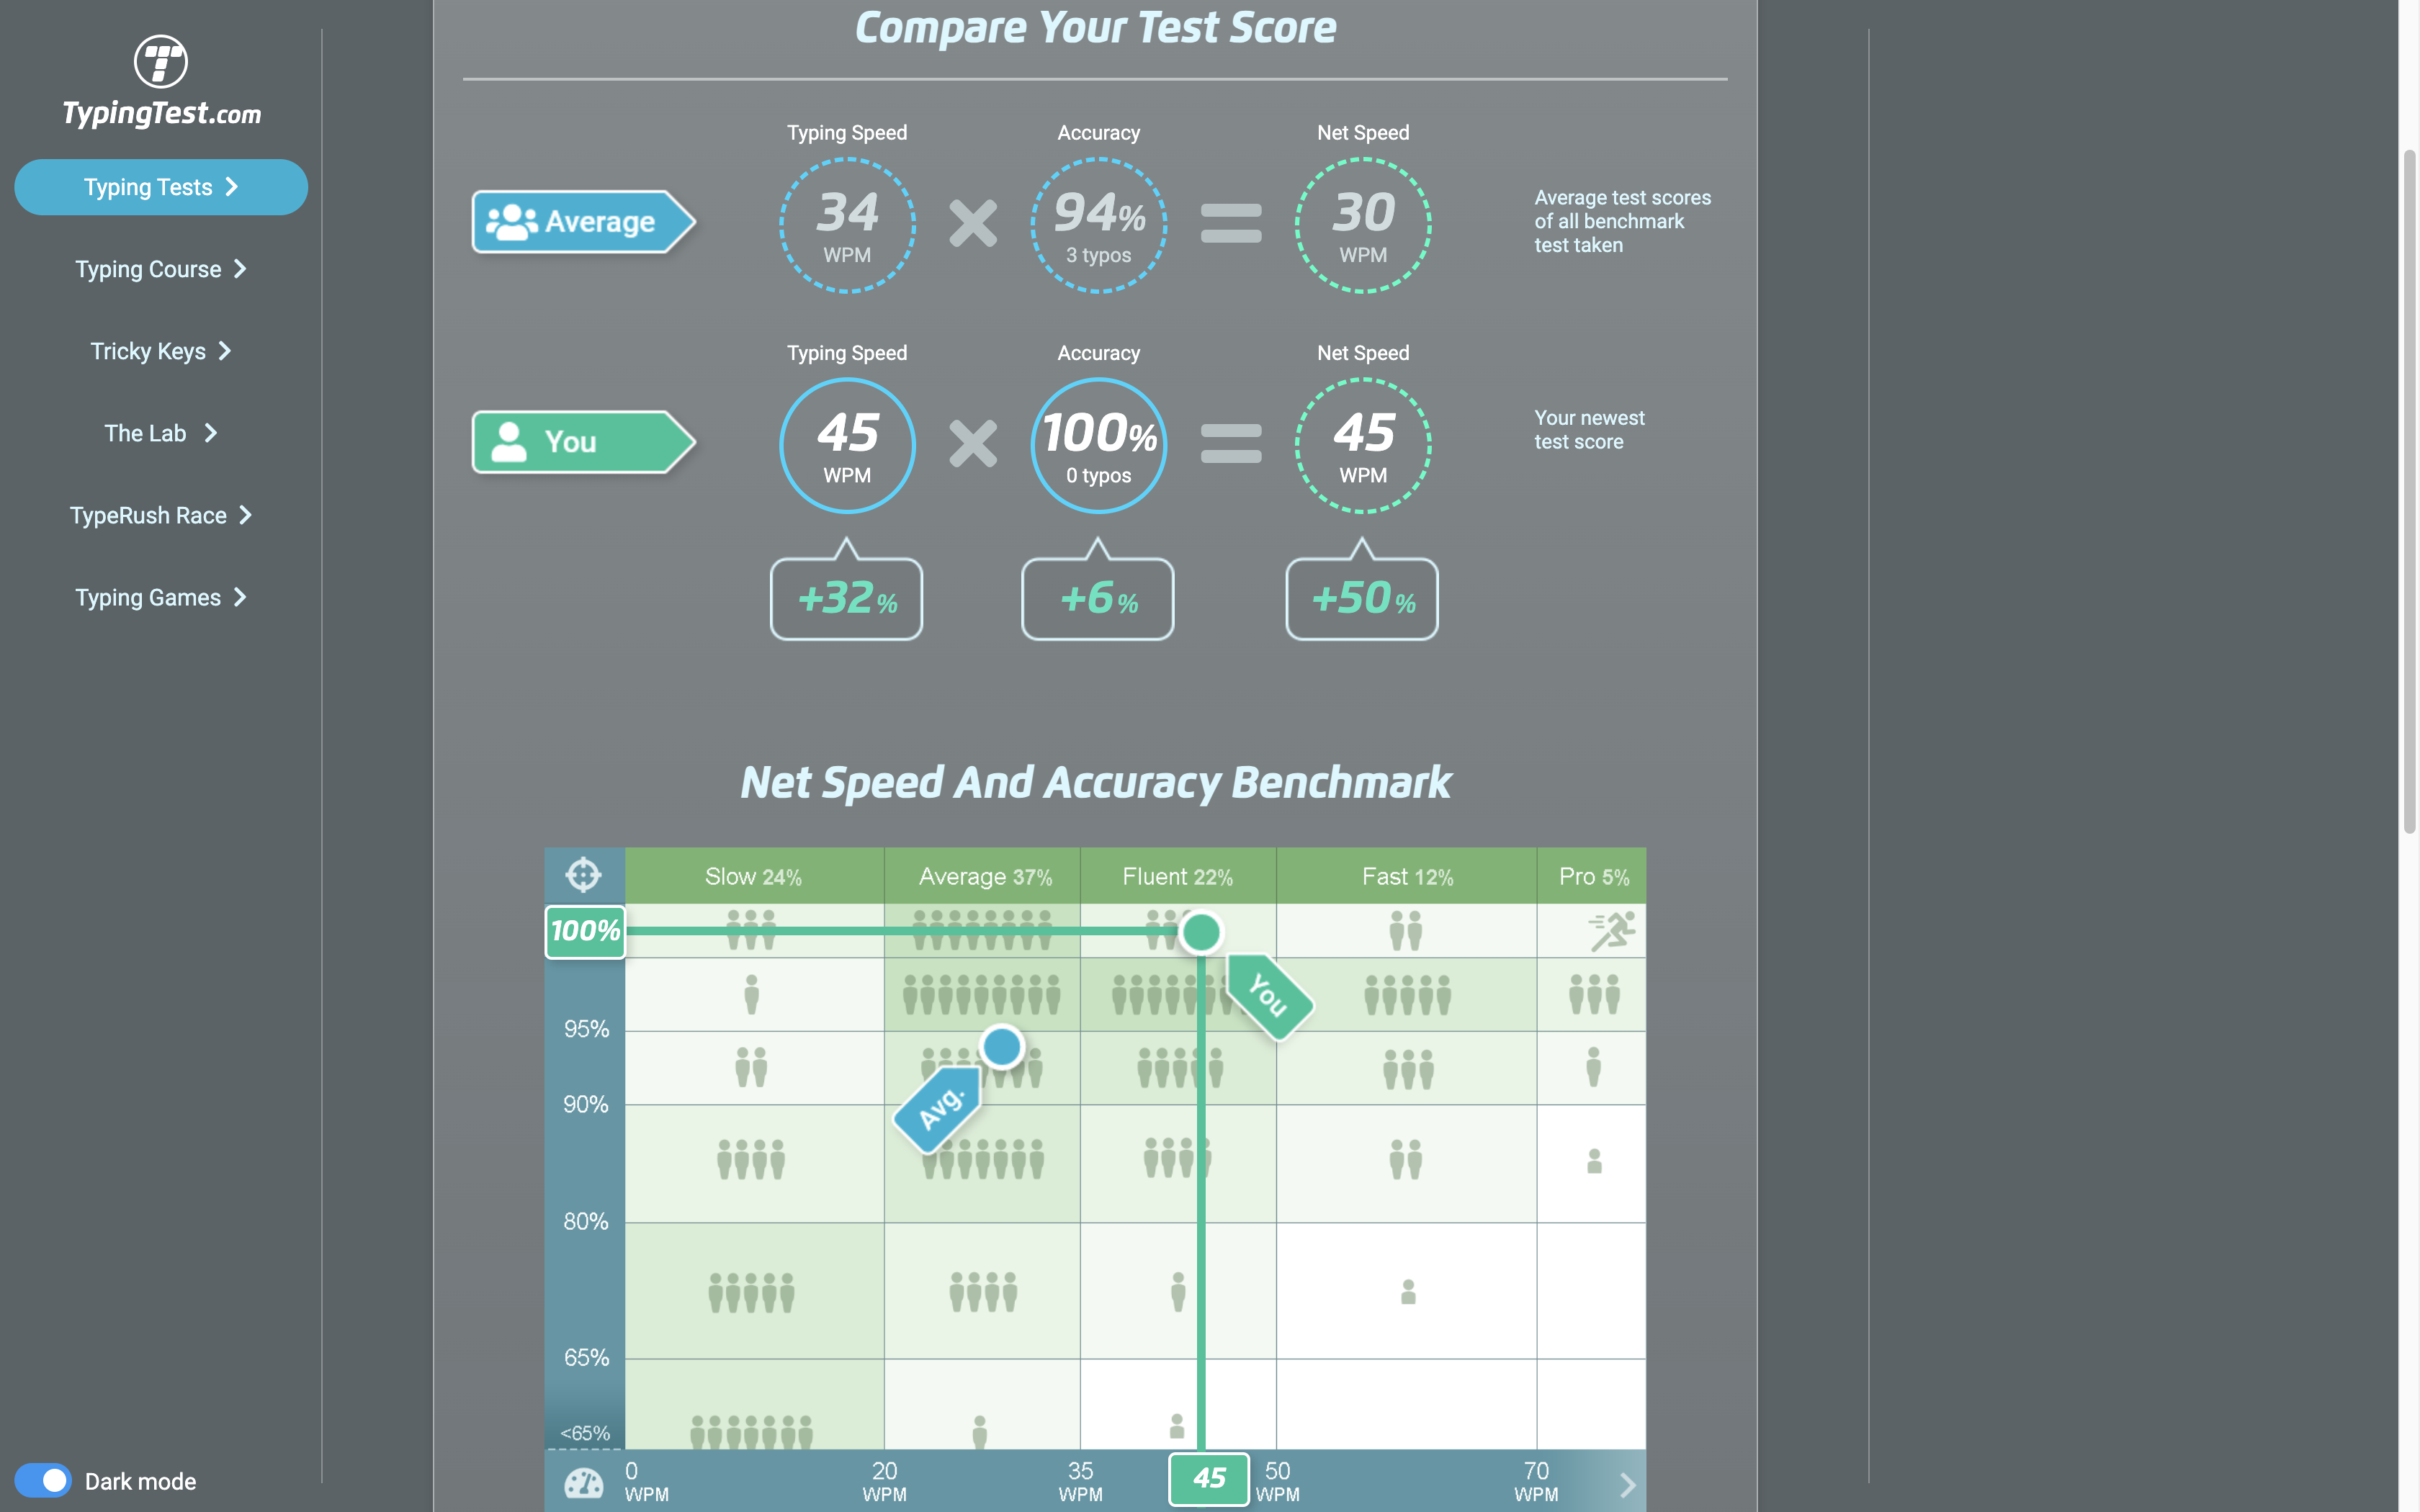 TypingTest.com
Typing Tests
Typing Course
Tricky Keys
The Lab
TypeRush Race
Typing Games
Dark mode
Compare Your Test Score
Typing Speed
Accuracy
Net Speed
Average
34
WPM
94%
3 typos
30
WPM
Average test scores
of all benchmark
test taken
Typing Speed
Accuracy
Net Speed
You
45
WPM
100%
0 typos
45
WPM
Your newest
test score
+32%
+6%
+50%
Net Speed And Accuracy Benchmark
Slow 24%
Average 37%
Fluent 22%
Fast 12%
Pro 5%
100%
You
95%
Avg.
90%
80%
65%
<65%
0
WPM
20
WPM
35
WPM
45
50
WPM
70
WPM